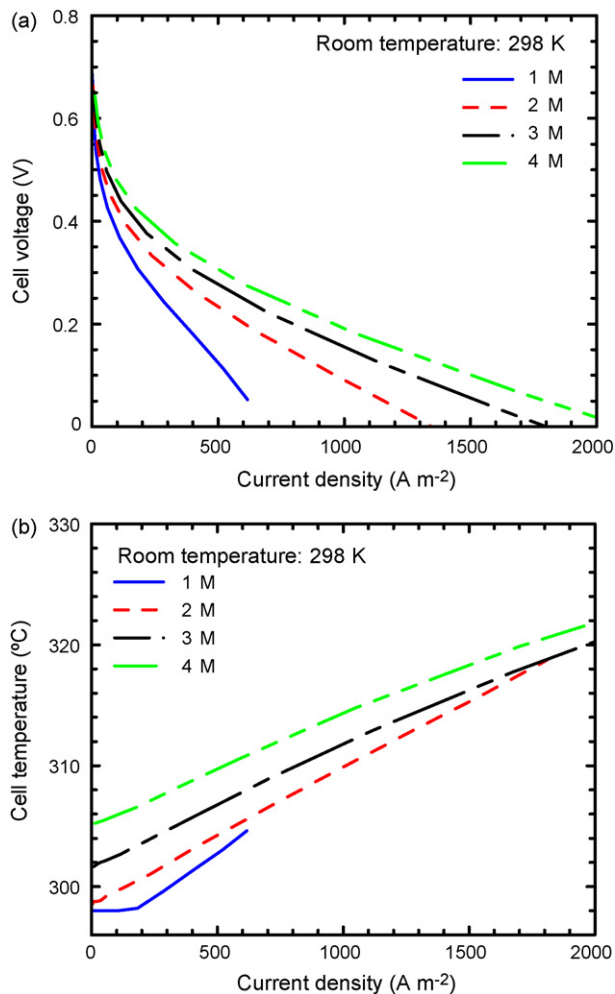 (a)
0.8
0.6
0.4
0.2
0
Cell voltage (V)
Room temperature: 298 K
1 M
2 M
3 M
4 M
0 500 1000 1500 2000
Current density (A m-2)
(b)
330
320
310
300
Cell temperature (ºC)
Room temperature: 298 K
1 M
2 M
3 M
4 M
0 500 1000 1500 2000
Current density (A m-2)